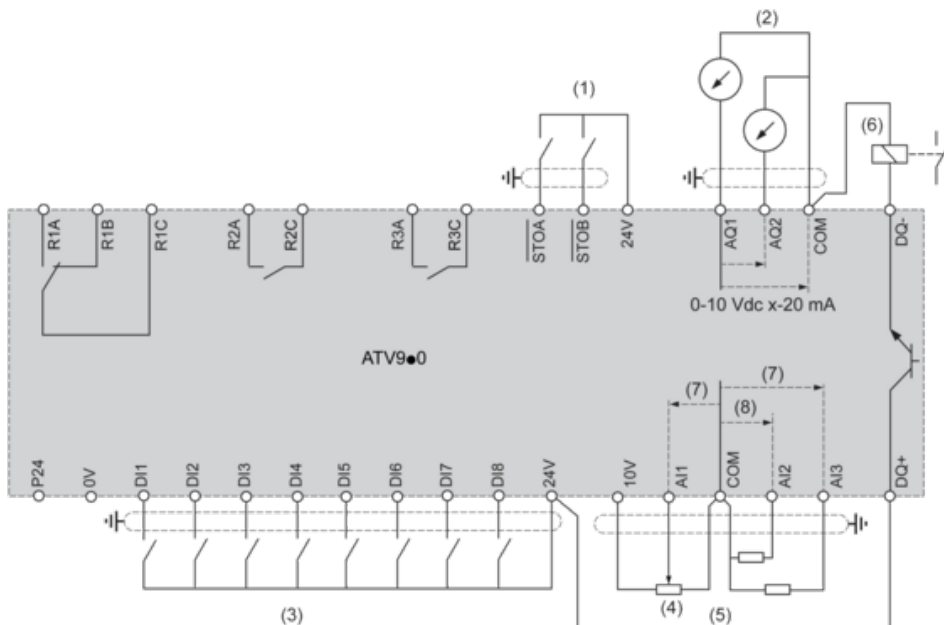 (1)
(2)
(6)
R1A
R1B
R1C
R2A
R2C
R3A
R3C
STOA
STOB
24V
AQ1
AQ2
COM
DQ-
0-10 Vdc x-20 mA
ATV9●0
(7)
(7)
(8)
P24
0V
DI1
DI2
DI3
DI4
DI5
DI6
DI7
DI8
24V
10V
AI1
COM
AI2
AI3
DQ+
(3)
(4)
(5)